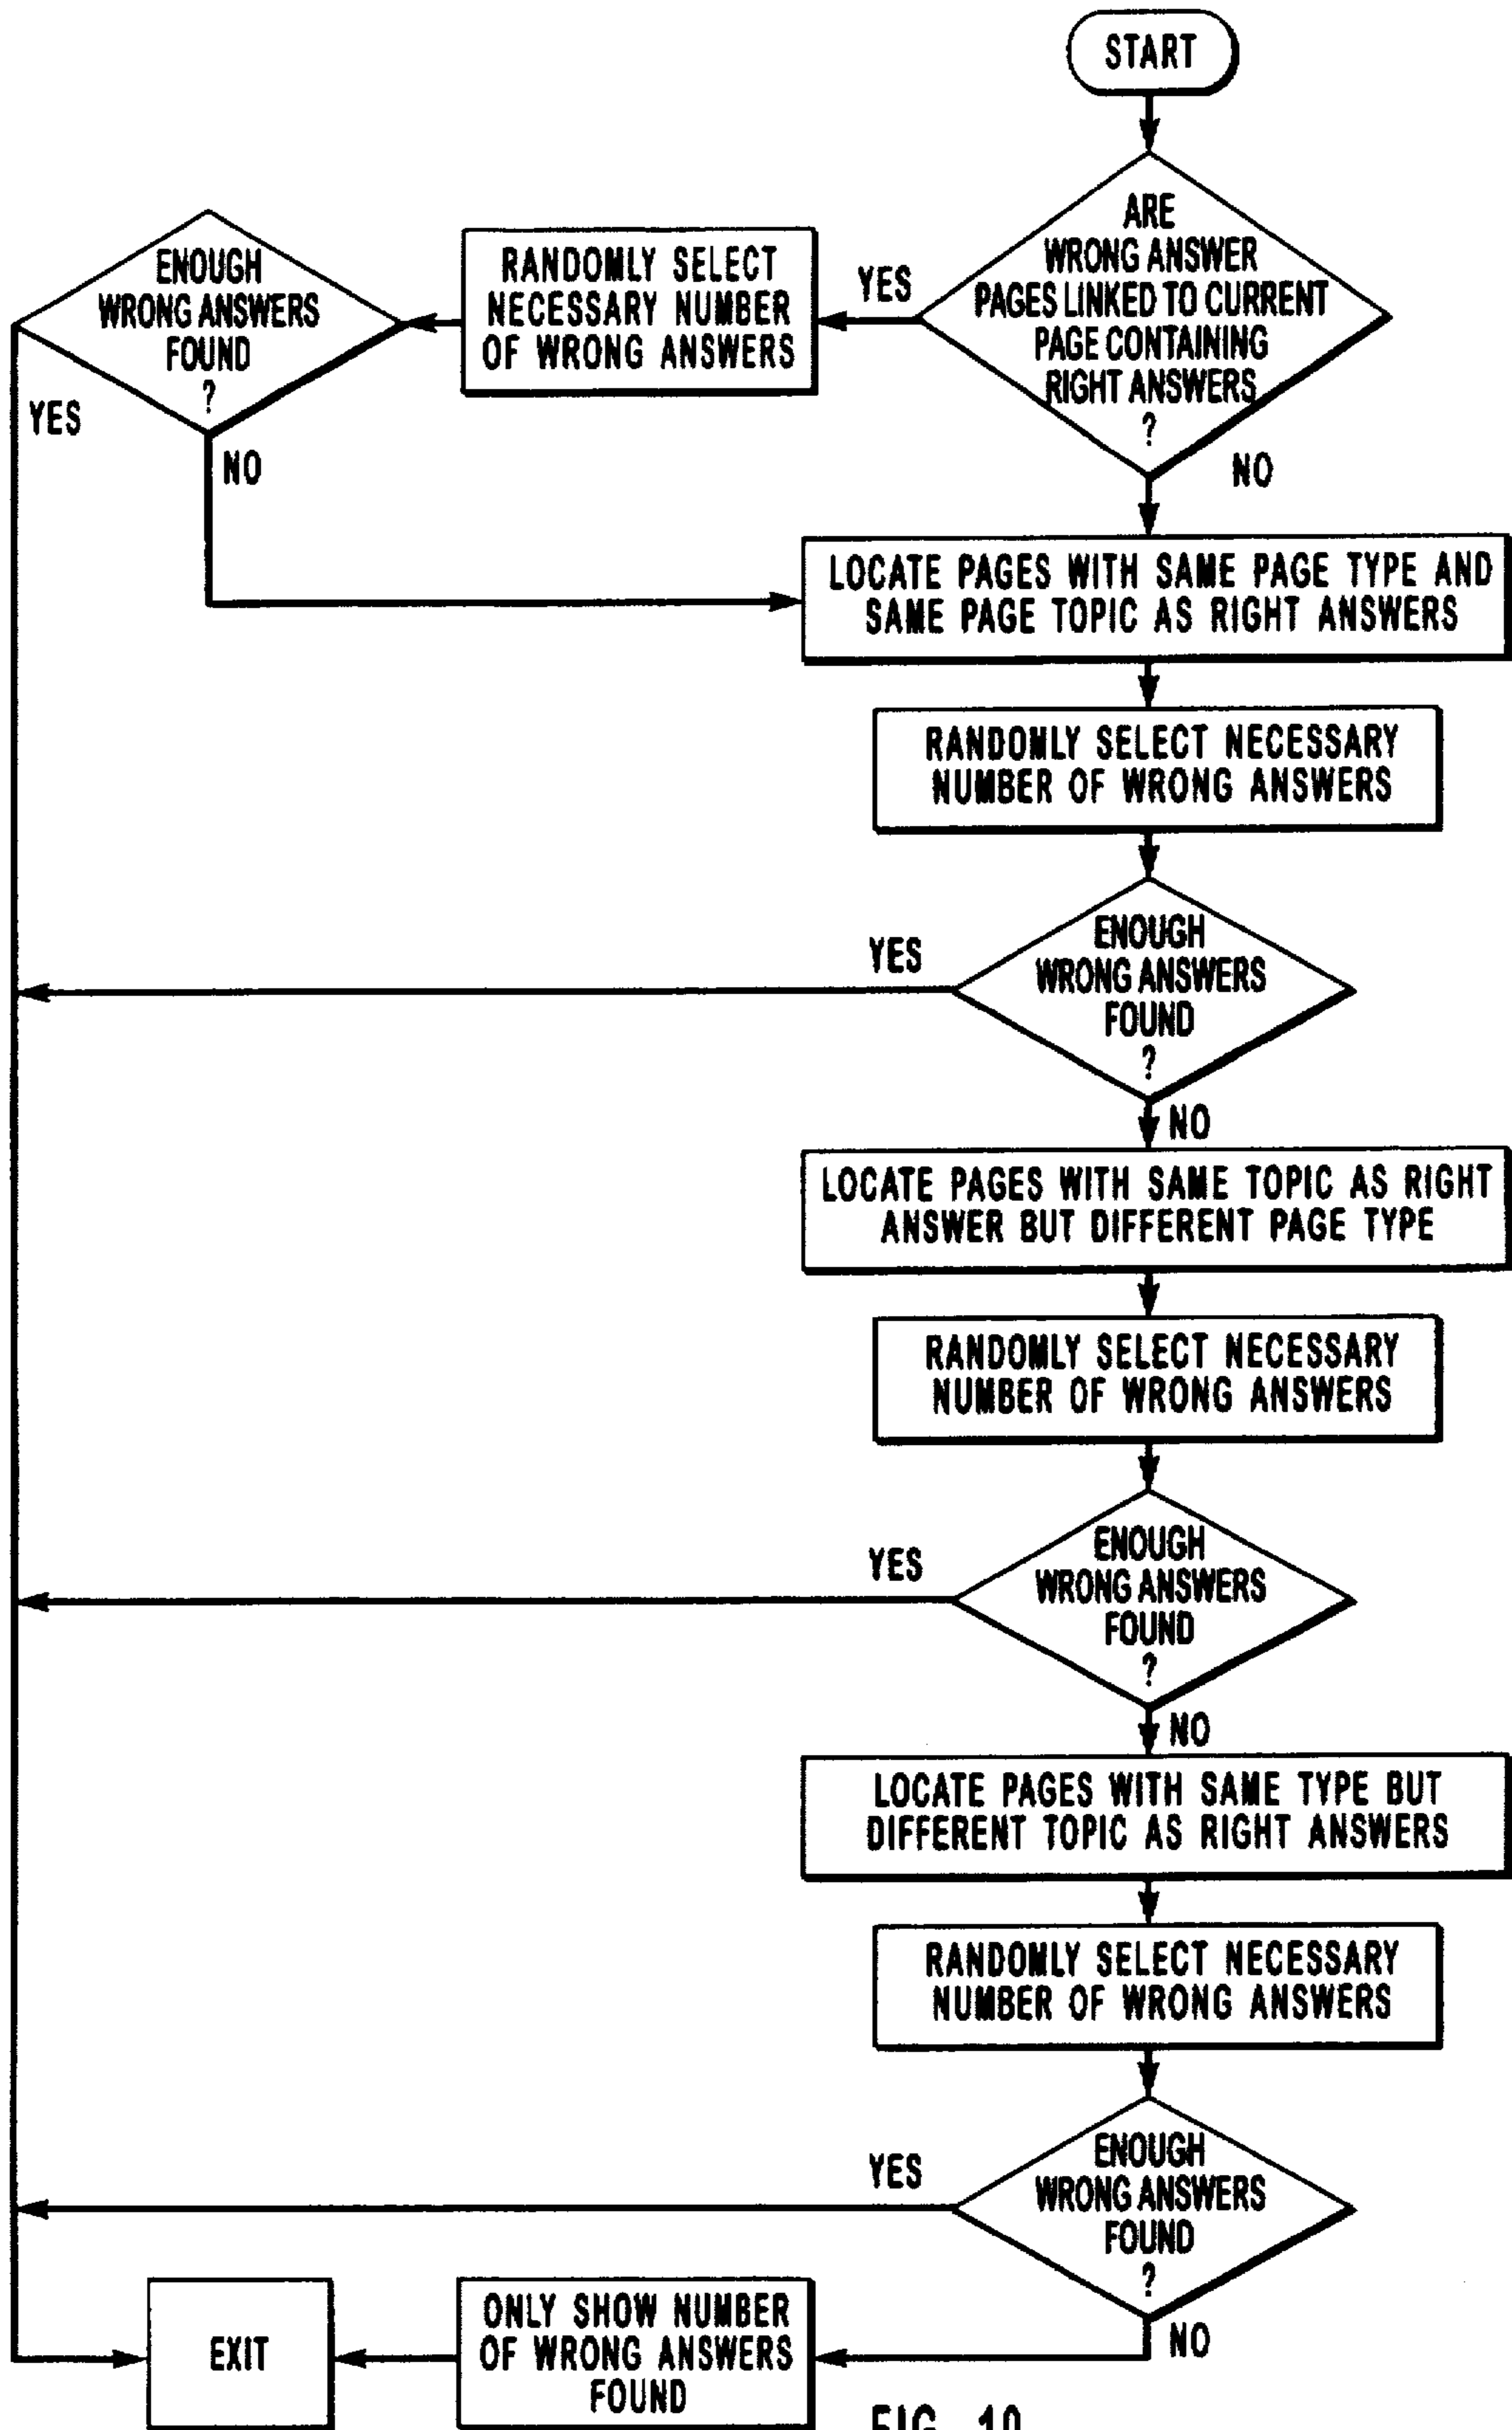 START
ARE
WRONG ANSWER
PAGES LINKED TO CURRENT
PAGE CONTAINING
RIGHT ANSWERS
?
YES
NO
RANDOMLY SELECT
NECESSARY NUMBER
OF WRONG ANSWERS
ENOUGH
WRONG ANSWERS
FOUND
?
YES
NO
LOCATE PAGES WITH SAME PAGE TYPE AND
SAME PAGE TOPIC AS RIGHT ANSWERS
RANDOMLY SELECT NECESSARY
NUMBER OF WRONG ANSWERS
ENOUGH
WRONG ANSWERS
FOUND
?
YES
NO
LOCATE PAGES WITH SAME TOPIC AS RIGHT
ANSWER BUT DIFFERENT PAGE TYPE
RANDOMLY SELECT NECESSARY
NUMBER OF WRONG ANSWERS
ENOUGH
WRONG ANSWERS
FOUND
?
YES
NO
LOCATE PAGES WITH SAME TYPE BUT
DIFFERENT TOPIC AS RIGHT ANSWERS
RANDOMLY SELECT NECESSARY
NUMBER OF WRONG ANSWERS
ENOUGH
WRONG ANSWERS
FOUND
?
YES
NO
ONLY SHOW NUMBER
OF WRONG ANSWERS
FOUND
EXIT
FIG. 10